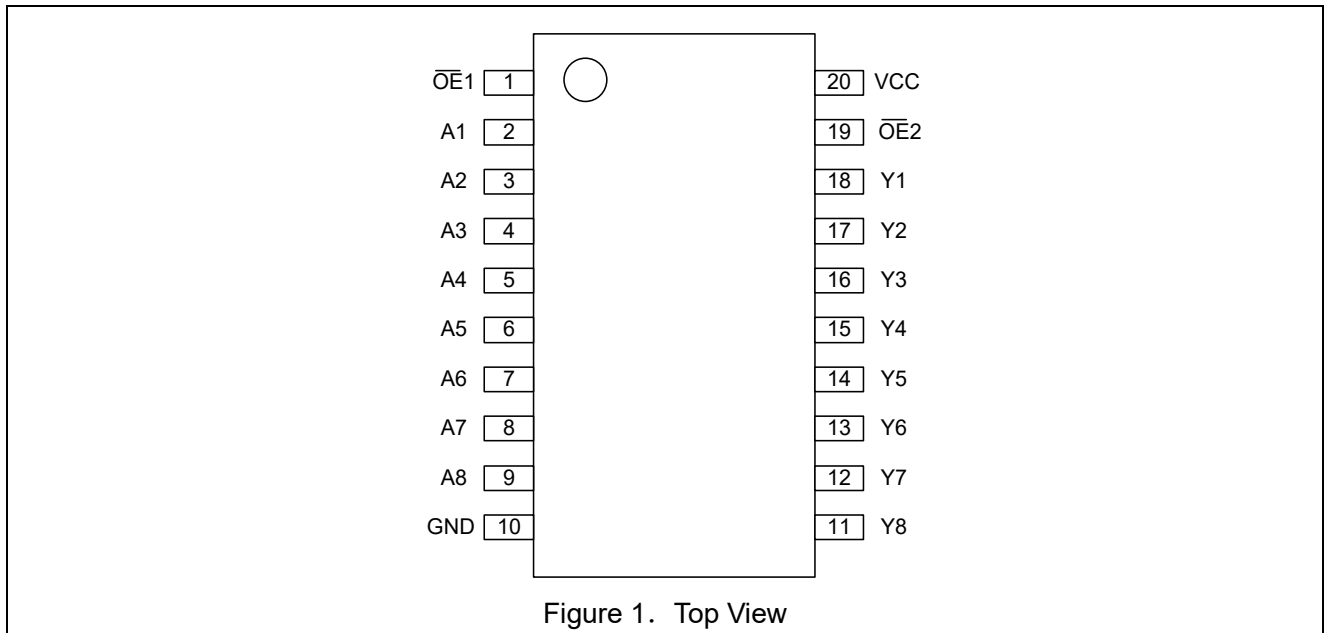 O̅E̅1 1 20 VCC
A1 2 19 O̅E̅2
A2 3 18 Y1
A3 4 17 Y2
A4 5 16 Y3
A5 6 15 Y4
A6 7 14 Y5
A7 8 13 Y6
A8 9 12 Y7
GND 10 11 Y8
Figure 1. Top View